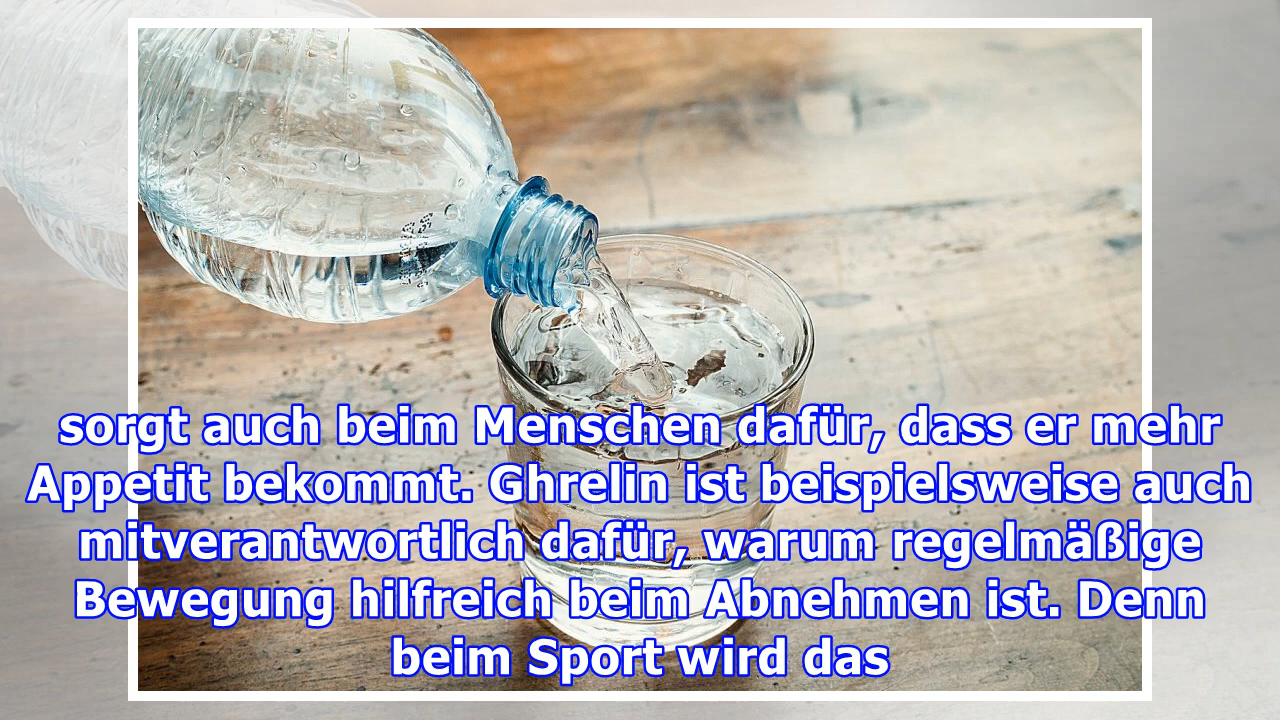 sorgt auch beim Menschen dafür, dass er mehr
Appetit bekommt. Ghrelin ist beispielsweise auch
mitverantwortlich dafür, warum regelmäßige
Bewegung hilfreich beim Abnehmen ist. Denn
beim Sport wird das